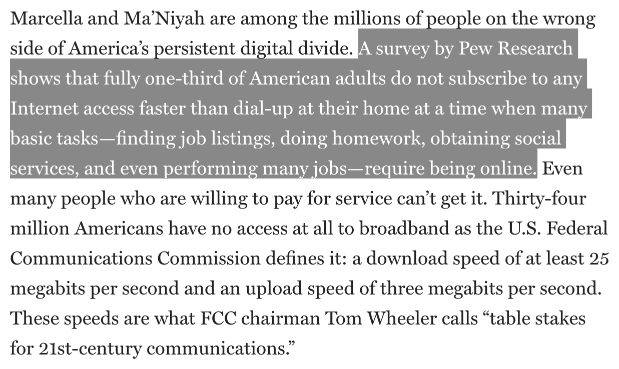 Marcella and Ma’Niyah are among the millions of people on the wrong
side of America’s persistent digital divide. A survey by Pew Research
shows that fully one-third of American adults do not subscribe to any
Internet access faster than dial-up at their home at a time when many
basic tasks—finding job listings, doing homework, obtaining social
services, and even performing many jobs—require being online. Even
many people who are willing to pay for service can’t get it. Thirty-four
million Americans have no access at all to broadband as the U.S. Federal
Communications Commission defines it: a download speed of at least 25
megabits per second and an upload speed of three megabits per second.
These speeds are what FCC chairman Tom Wheeler calls “table stakes
for 21st-century communications.”